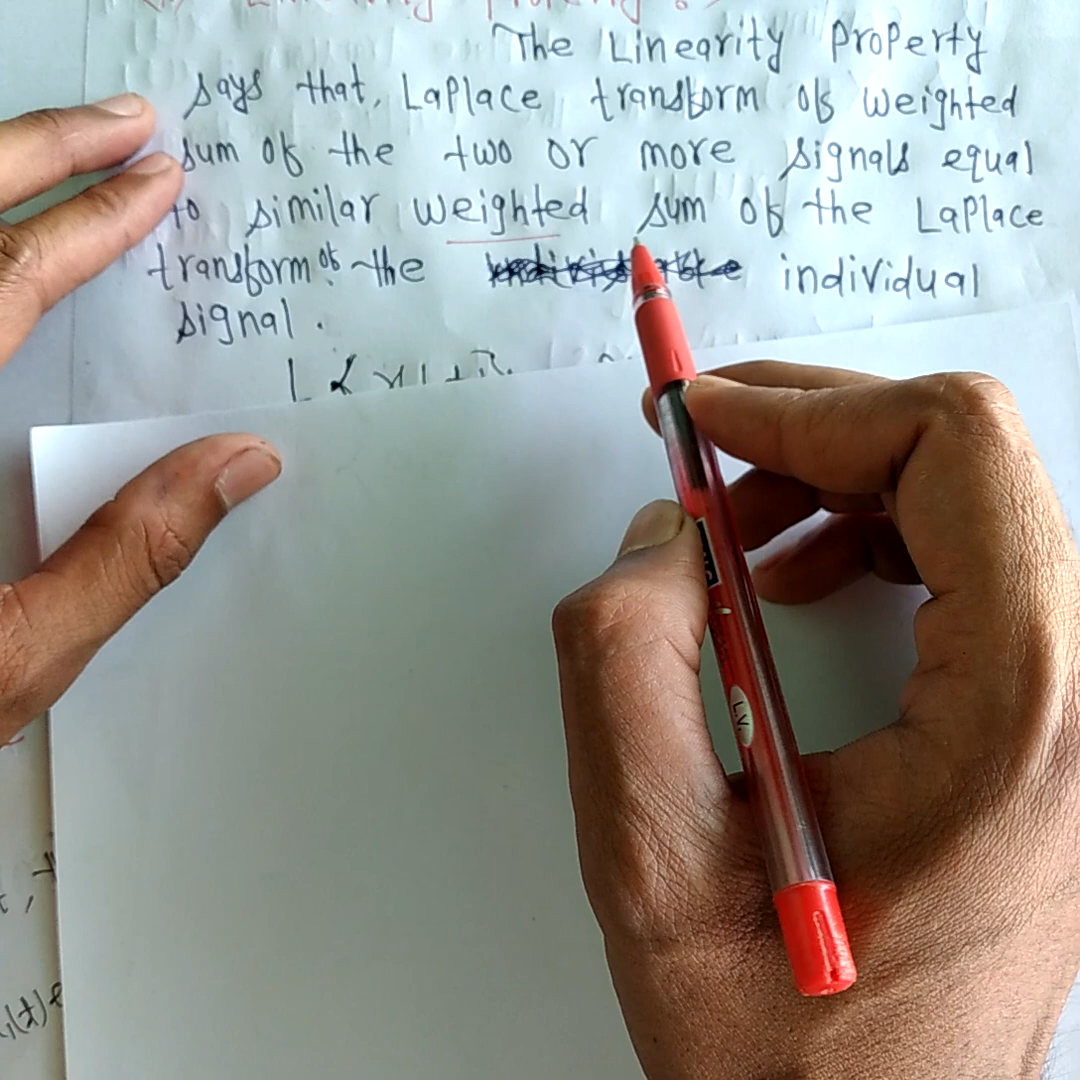 The Linearity Property
says that, Laplace transform of weighted
sum of the two or more signals equal
to similar weighted sum of the Laplace
transform of the individual
signal.
L.V.